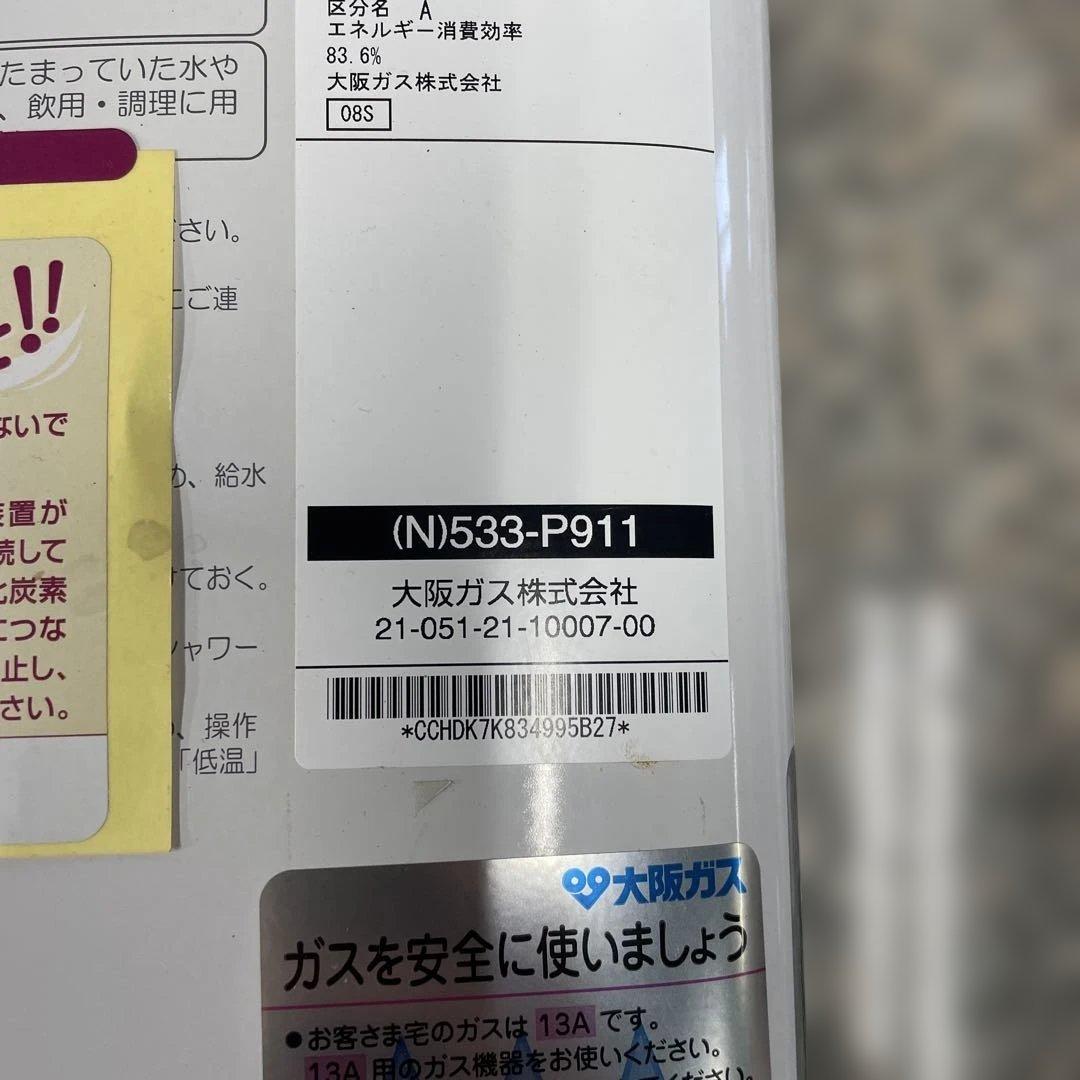 たまっていた水や
、飲用・調理に用
さい。
ご連
!!
ないで
、給水
装置が
続して
ておく。
炭素
つな
シャワー
止し、
さい。
、操作
「低温」
区分名 A
エネルギー消費効率
83.6%
大阪ガス株式会社
08S
(N)533-P911
大阪ガス株式会社
21-051-21-10007-00
*CCHDK7K834995B27*
大阪ガス
ガスを安全に使いましょう
●お客さま宅のガスは 13A です。
13A 用のガス機器をお使いください。
ください。